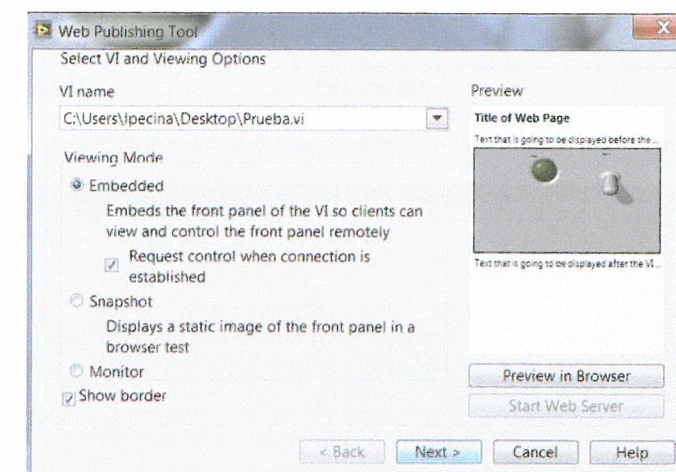 Web Publishing Tool
Select VI and Viewing Options
VI name
C:\Users\lpecina\Desktop\Prueba.vi
Viewing Mode
Embedded
Embeds the front panel of the VI so clients can
view and control the front panel remotely
Request control when connection is
established
Snapshot
Displays a static image of the front panel in a
browser test
Monitor
Show border
Preview
Title of Web Page
Text that is going to be displayed before the ...
Text that is going to be displayed after the VI...
Preview in Browser
Start Web Server
< Back
Next >
Cancel
Help